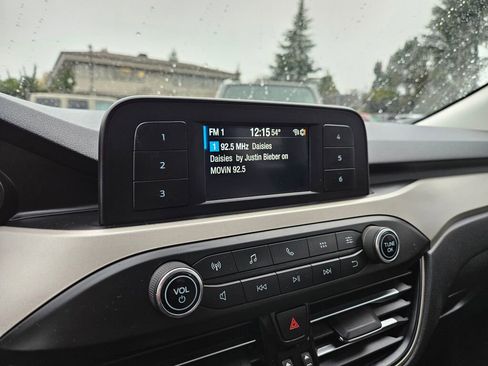 FM 1 12:15 54°
1 92.5 MHz Daisies
Daisies by Justin Bieber on
MOViN 92.5
1
2
3
4
5
6
VOL
TUNE